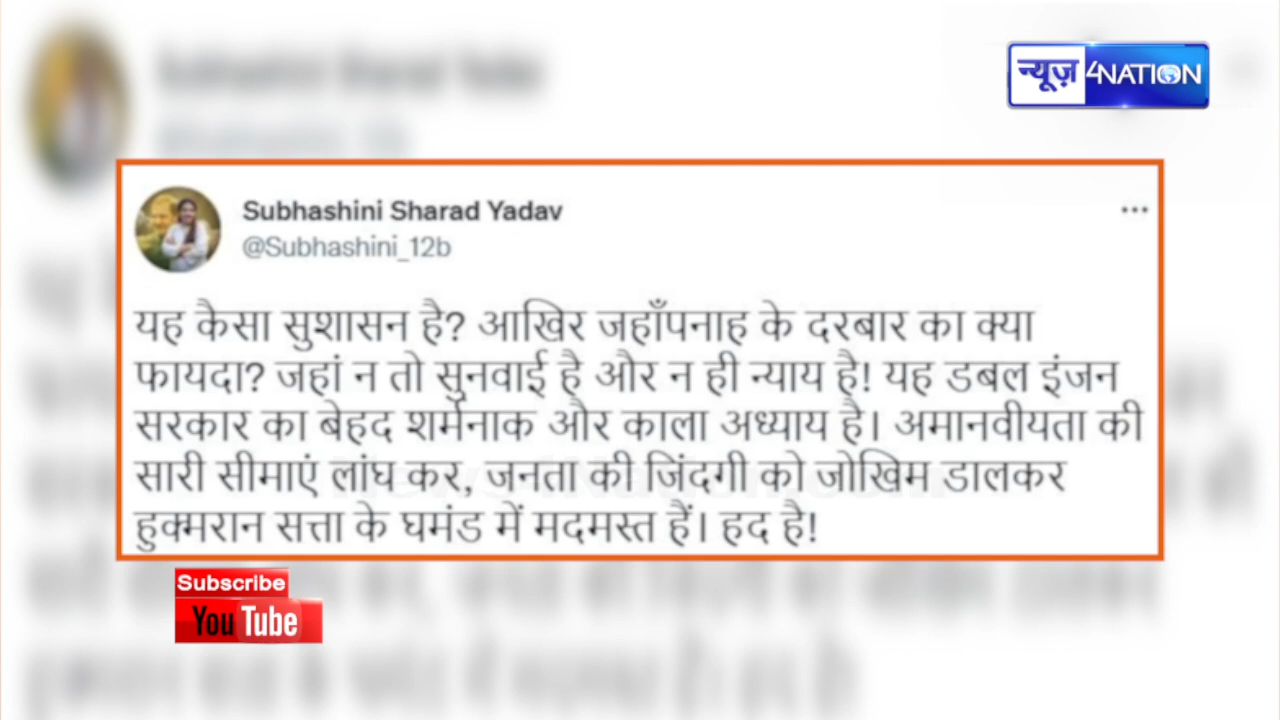 न्यूज़ 4NATION
Subhashini Sharad Yadav
@Subhashini_12b
यह कैसा सुशासन है? आखिर जहाँपनाह के दरबार का क्या
फायदा? जहां न तो सुनवाई है और न ही न्याय है! यह डबल इंजन
सरकार का बेहद शर्मनाक और काला अध्याय है। अमानवीयता की
सारी सीमाएं लांघ कर, जनता की जिंदगी को जोखिम डालकर
हुक्मरान सत्ता के घमंड में मदमस्त हैं। हद है!
Subscribe
YouTube